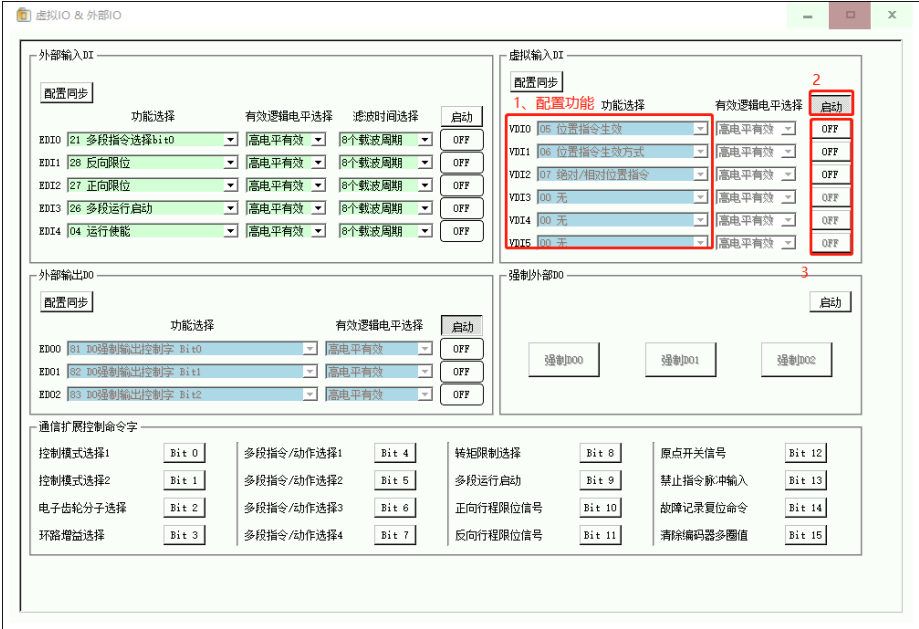 虚拟IO & 外部IO
外部输入DI
配置同步
功能选择 有效逻辑电平选择 滤波时间选择 启动
EDI0 21 多段指令选择bit0 高电平有效 8个载波周期 OFF
EDI1 28 反向限位 高电平有效 8个载波周期 OFF
EDI2 27 正向限位 高电平有效 8个载波周期 OFF
EDI3 26 多段运行启动 高电平有效 8个载波周期 OFF
EDI4 04 运行使能 高电平有效 8个载波周期 OFF
虚拟输入DI
配置同步 2
1、配置功能 功能选择 有效逻辑电平选择 启动
VDI0 05 位置指令生效 高电平有效 OFF
VDI1 06 位置指令生效方式 高电平有效 OFF
VDI2 07 绝对/相对位置指令 高电平有效 OFF
VDI3 00 无 高电平有效 OFF
VDI4 00 无 高电平有效 OFF
VDI5 00 无 高电平有效 OFF
3
外部输出DO
配置同步
功能选择 有效逻辑电平选择 启动
EDO0 81 DO强制输出控制字 Bit0 高电平有效 OFF
EDO1 82 DO强制输出控制字 Bit1 高电平有效 OFF
EDO2 83 DO强制输出控制字 Bit2 高电平有效 OFF
强制外部DO
启动
强制DO0 强制DO1 强制DO2
通信扩展控制命令字
控制模式选择1 Bit 0 多段指令/动作选择1 Bit 4 转矩限制选择 Bit 8 原点开关信号 Bit 12
控制模式选择2 Bit 1 多段指令/动作选择2 Bit 5 多段运行启动 Bit 9 禁止指令脉冲输入 Bit 13
电子齿轮分子选择 Bit 2 多段指令/动作选择3 Bit 6 正向行程限位信号 Bit 10 故障记录复位命令 Bit 14
环路增益选择 Bit 3 多段指令/动作选择4 Bit 7 反向行程限位信号 Bit 11 清除编码器多圈值 Bit 15